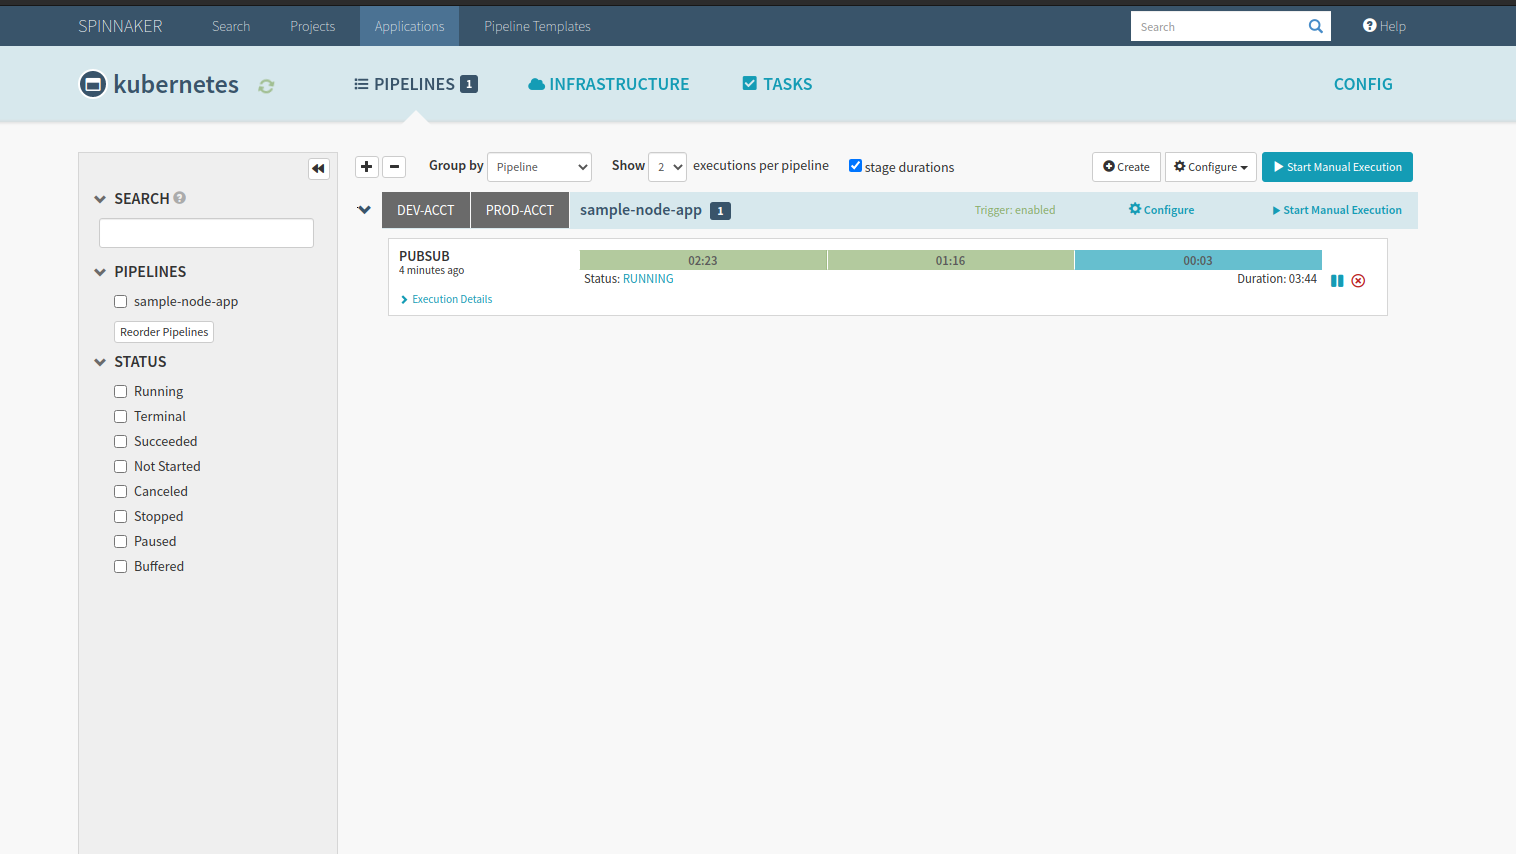 SPINNAKER Search Projects Applications Pipeline Templates Search Help
kubernetes PIPELINES 1 INFRASTRUCTURE TASKS CONFIG
Group by Pipeline Show 2 executions per pipeline stage durations Create Configure Start Manual Execution
SEARCH
PIPELINES
sample-node-app
Reorder Pipelines
STATUS
Running
Terminal
Succeeded
Not Started
Canceled
Stopped
Paused
Buffered
DEV-ACCT PROD-ACCT sample-node-app 1 Trigger: enabled Configure Start Manual Execution
PUBSUB 02:23 01:16 00:03
4 minutes ago Status: RUNNING Duration: 03:44
Execution Details